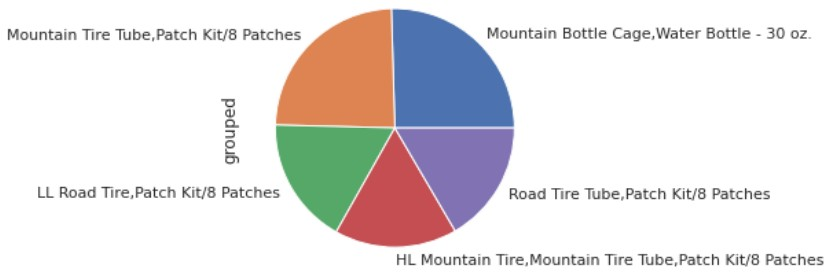 Mountain Tire Tube,Patch Kit/8 Patches
Mountain Bottle Cage,Water Bottle - 30 oz.
grouped
LL Road Tire,Patch Kit/8 Patches
Road Tire Tube,Patch Kit/8 Patches
HL Mountain Tire,Mountain Tire Tube,Patch Kit/8 Patches